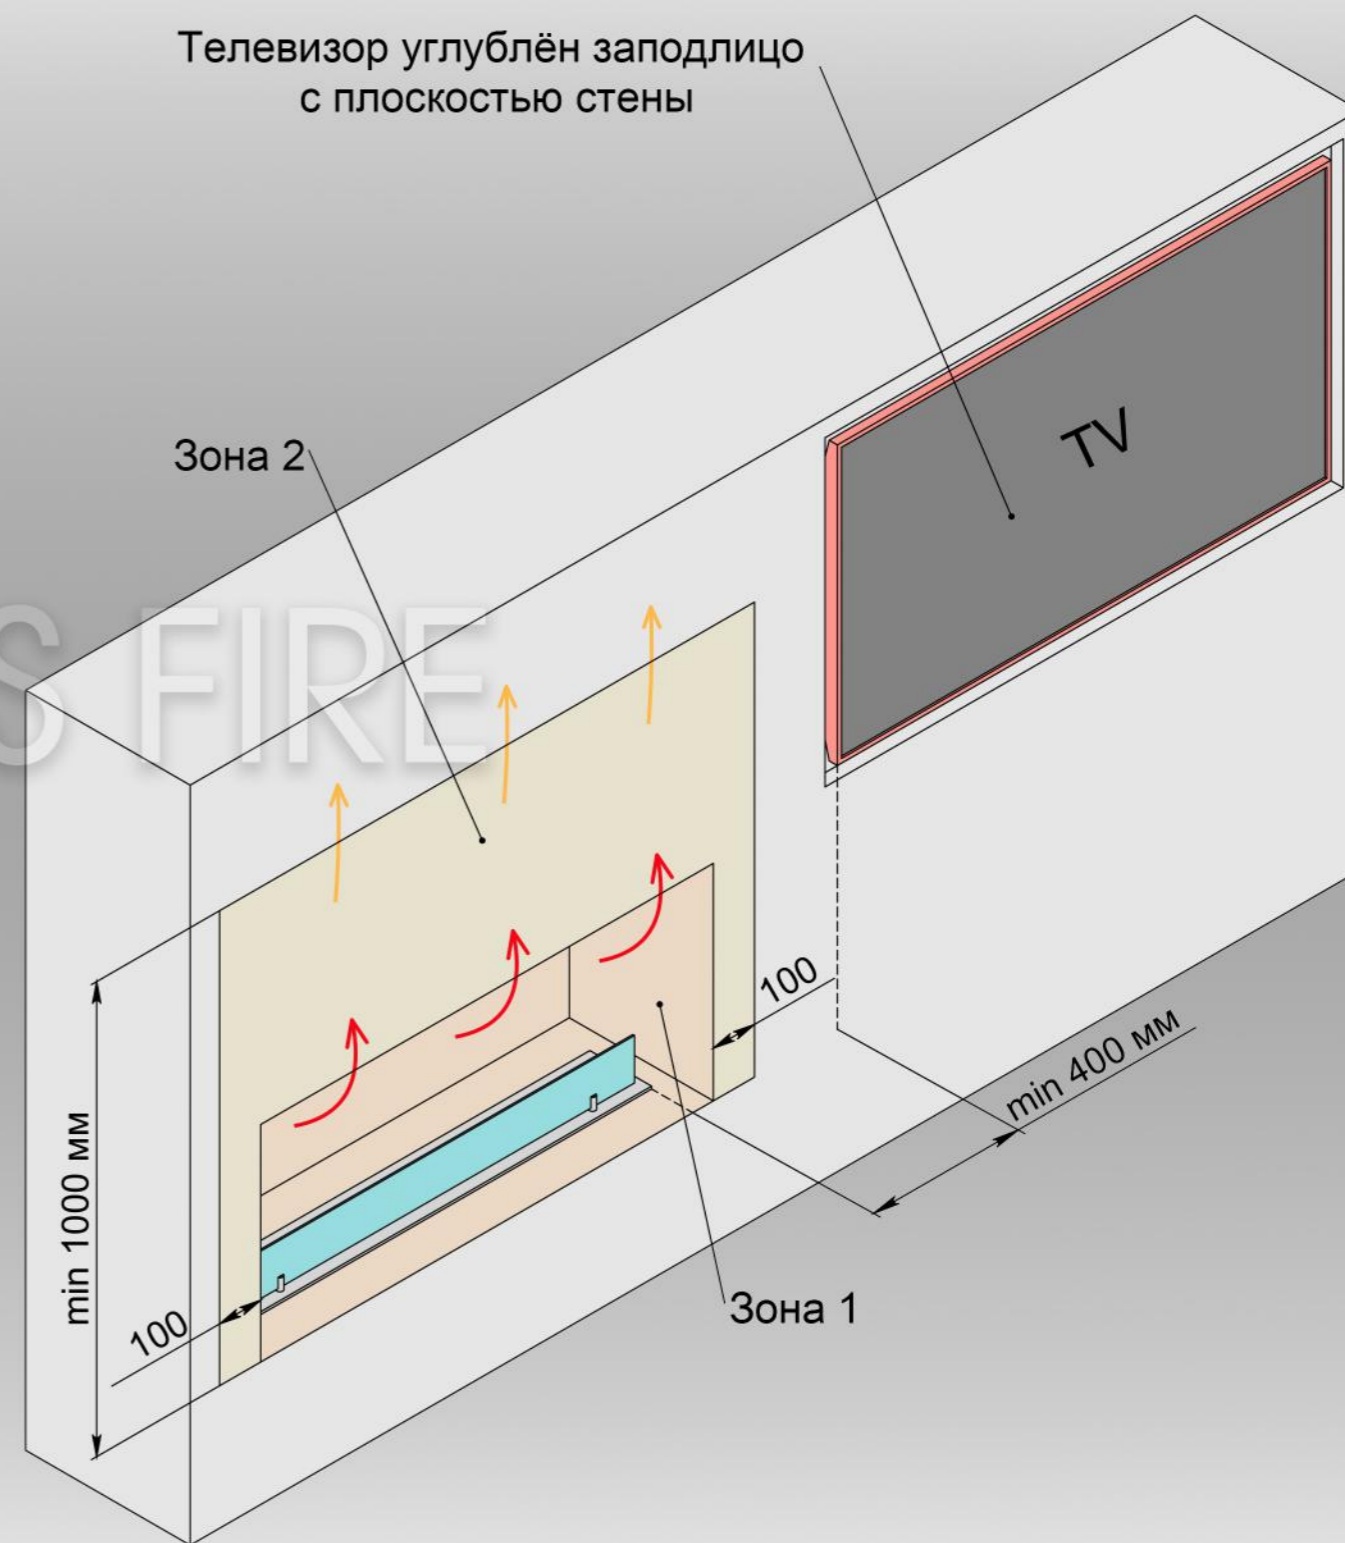 Телевизор углублён заподлицо
с плоскостью стены
TV
Зона 2
S FIRE
100
min 400 мм
min 1000 мм
100
Зона 1